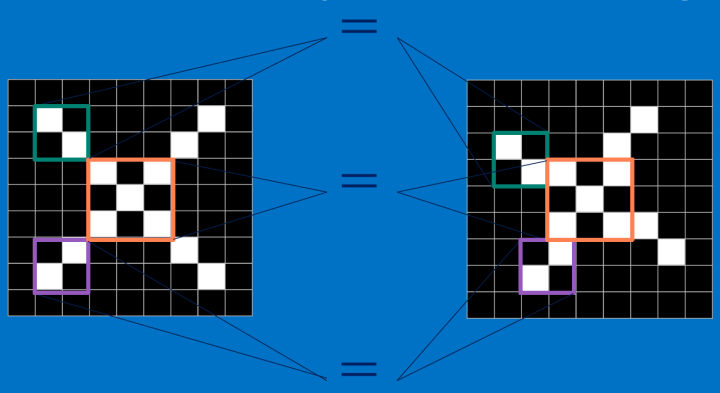 =
=
=